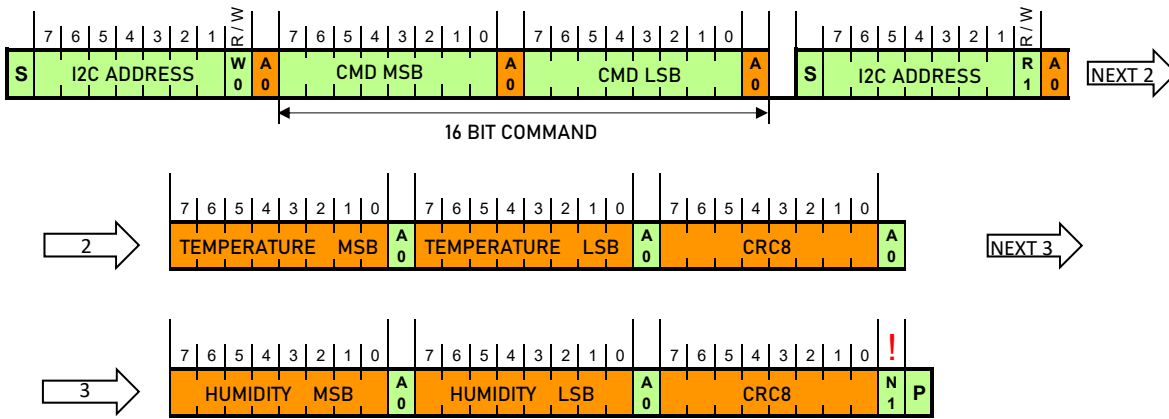 7 6 5 4 3 2 1 R / W 7 6 5 4 3 2 1 0 7 6 5 4 3 2 1 0 7 6 5 4 3 2 1 R / W
S I2C ADDRESS W 0 A 0 CMD MSB A 0 CMD LSB A 0 S I2C ADDRESS R 1 A 0 NEXT 2
16 BIT COMMAND
7 6 5 4 3 2 1 0 7 6 5 4 3 2 1 0 7 6 5 4 3 2 1 0
2 TEMPERATURE MSB A 0 TEMPERATURE LSB A 0 CRC8 A 0 NEXT 3
7 6 5 4 3 2 1 0 7 6 5 4 3 2 1 0 7 6 5 4 3 2 1 0 !
3 HUMIDITY MSB A 0 HUMIDITY LSB A 0 CRC8 N 1 P